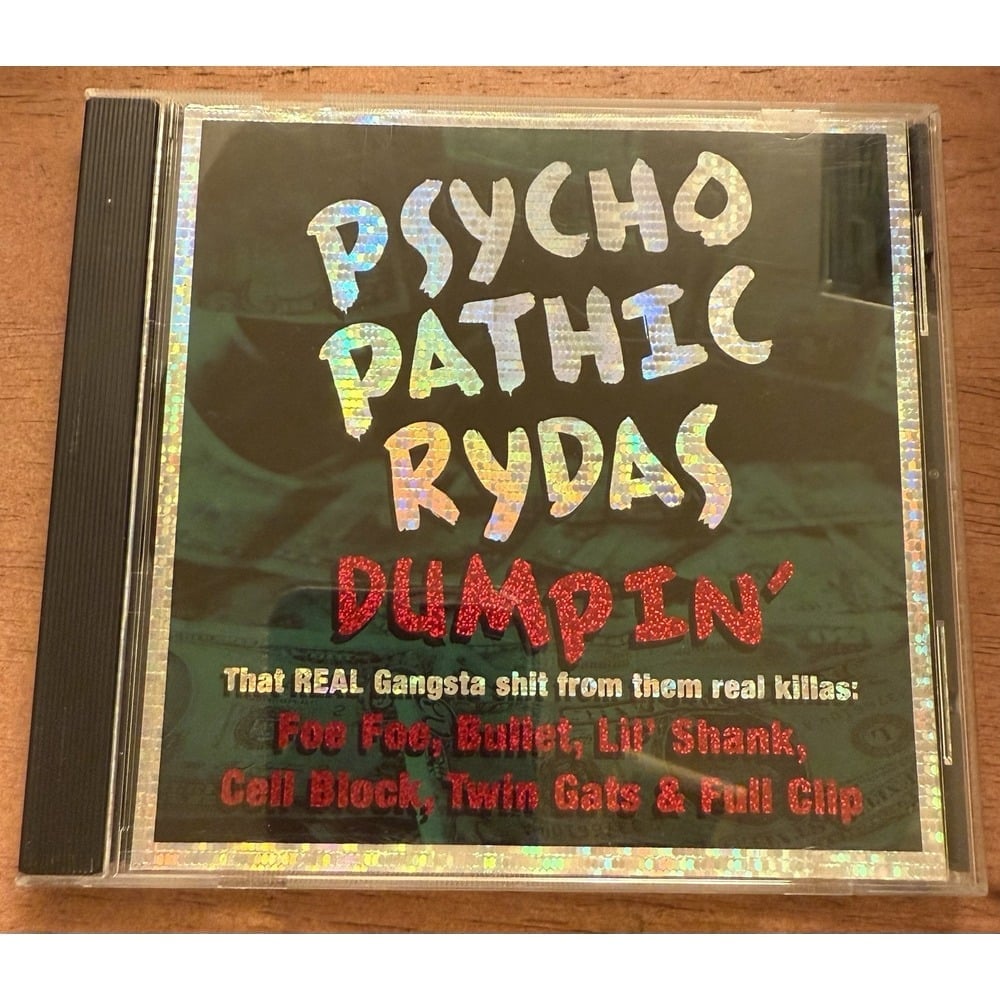 PSYCHO
PATHIC
RYDAS
DUMPIN'
That REAL Gangsta shit from them real killas:
Foe Foe, Bullet, Lil' Shank,
Cell Block, Twin Gats & Full Clip